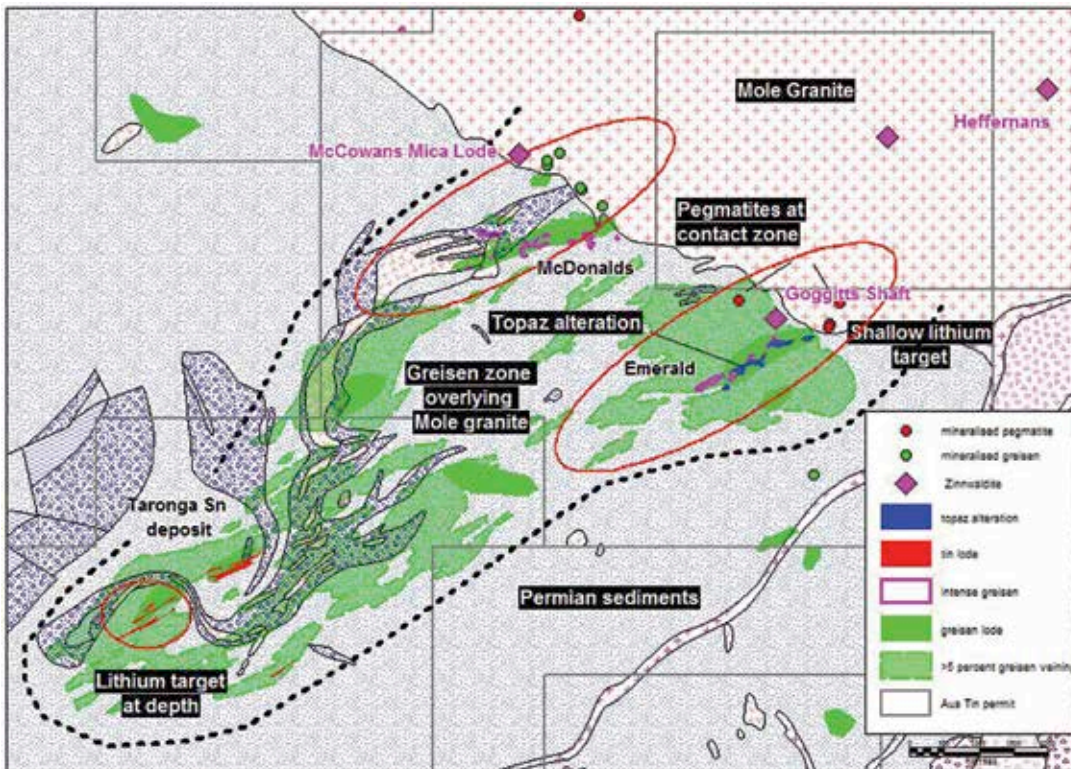 Mole Granite
Heffernans
McCowans Mica Lode
Pegmatites at
contact zone
McDonalds
Goggitts Shaft
Topaz alteration
Shallow lithium
target
Emerald
Greisen zone
overlying
Mole granite
Taronga Sn
deposit
Permian sediments
Lithium target
at depth
mineralised pegmatite
mineralised greisen
Zinnwaldite
topaz alteration
tin lode
intense greisen
greisen lode
>5 percent greisen veining
Aus Tin permit